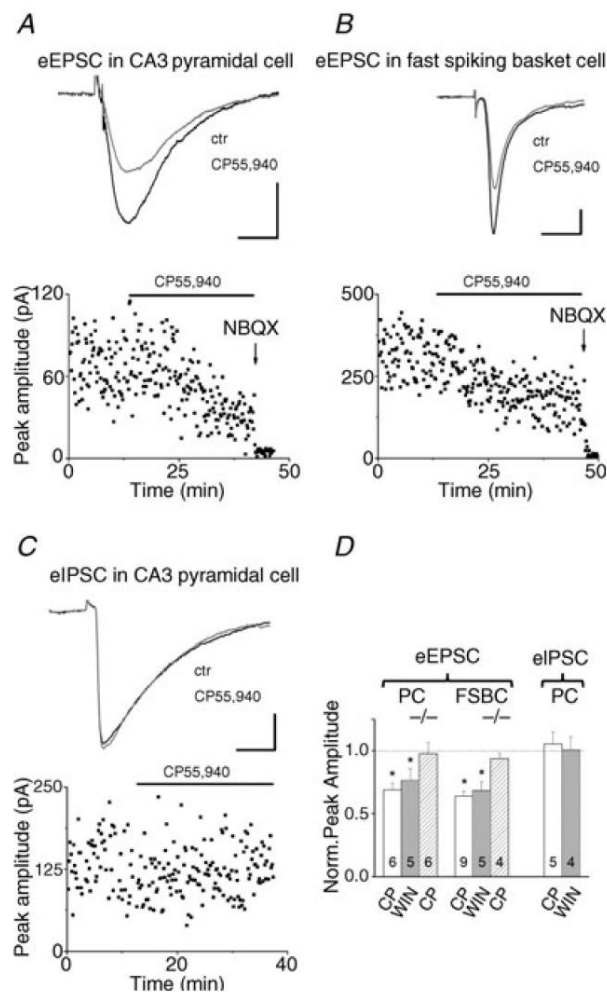 A
eEPSC in CA3 pyramidal cell
ctr
CP55,940
CP55,940
120
60
0
NBQX
Peak amplitude (pA)
0 25 50
Time (min)
B
eEPSC in fast spiking basket cell
ctr
CP55,940
CP55,940
500
250
0
NBQX
0 25 50
Time (min)
C
eIPSC in CA3 pyramidal cell
ctr
CP55,940
CP55,940
250
125
0
Peak amplitude (pA)
0 20 40
Time (min)
D
eEPSC eIPSC
PC FSBC PC
–/– –/–
Norm.Peak Amplitude
1.0
0.5
0.0
* * * *
6 5 6 9 5 4 5 4
CP WIN CP CP WIN CP CP WIN